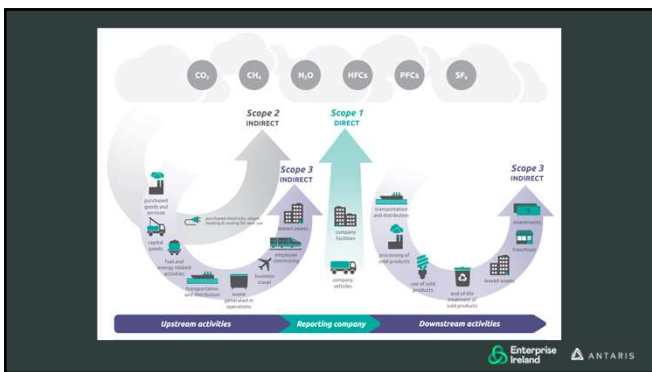 CO₂ CH₄ N₂O HFCs PFCs SF₆
Scope 2
INDIRECT
Scope 1
DIRECT
Scope 3
INDIRECT
Scope 3
INDIRECT
purchased
goods and
services
capital
goods
fuel and
energy related
activities
transportation
and distribution
waste
generated in
operations
business
travel
employee
commuting
leased assets
purchased electricity, steam,
heating & cooling for own use
company
facilities
company
vehicles
transportation
and distribution
processing of
sold products
use of sold
products
end-of-life
treatment of
sold products
leased assets
franchises
investments
Upstream activities
Reporting company
Downstream activities
Enterprise
Ireland
ANTARIS